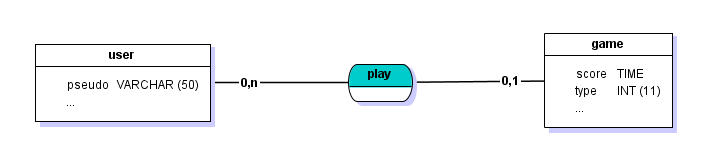 user
pseudo VARCHAR (50)
...
0,n
play
0,1
game
score TIME
type INT (11)
...